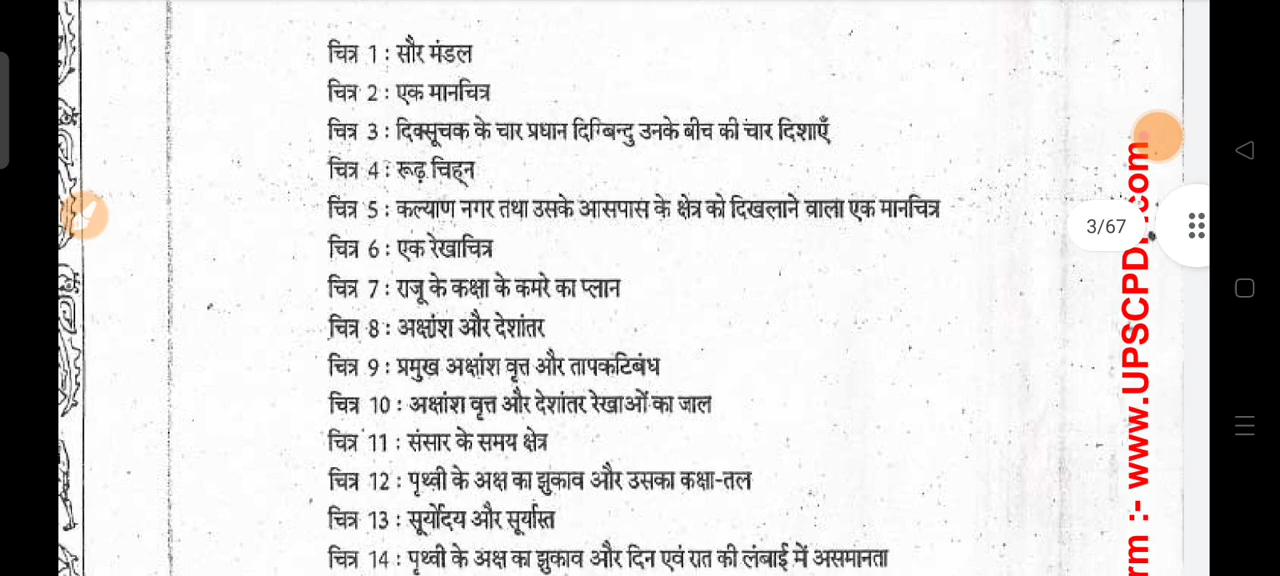 चित्र 1 : सौर मंडल
चित्र 2 : एक मानचित्र
चित्र 3 : दिक्सूचक के चार प्रधान दिग्बिन्दु उनके बीच की चार दिशाएँ
चित्र 4 : रूढ़ चिह्न
चित्र 5 : कल्याण नगर तथा उसके आसपास के क्षेत्र को दिखलाने वाला एक मानचित्र
3/67
चित्र 6 : एक रेखाचित्र
चित्र 7 : राजू के कक्षा के कमरे का प्लान
चित्र 8 : अक्षांश और देशांतर
चित्र 9 : प्रमुख अक्षांश वृत्त और तापकटिबंध
चित्र 10 : अक्षांश वृत्त और देशांतर रेखाओं का जाल
चित्र 11 : संसार के समय क्षेत्र
चित्र 12 : पृथ्वी के अक्ष का झुकाव और उसका कक्षा-तल
चित्र 13 : सूर्योदय और सूर्यास्त
चित्र 14 : पृथ्वी के अक्ष का झुकाव और दिन एवं रात की लंबाई में असमानता
:- www.UPSCPD
.com